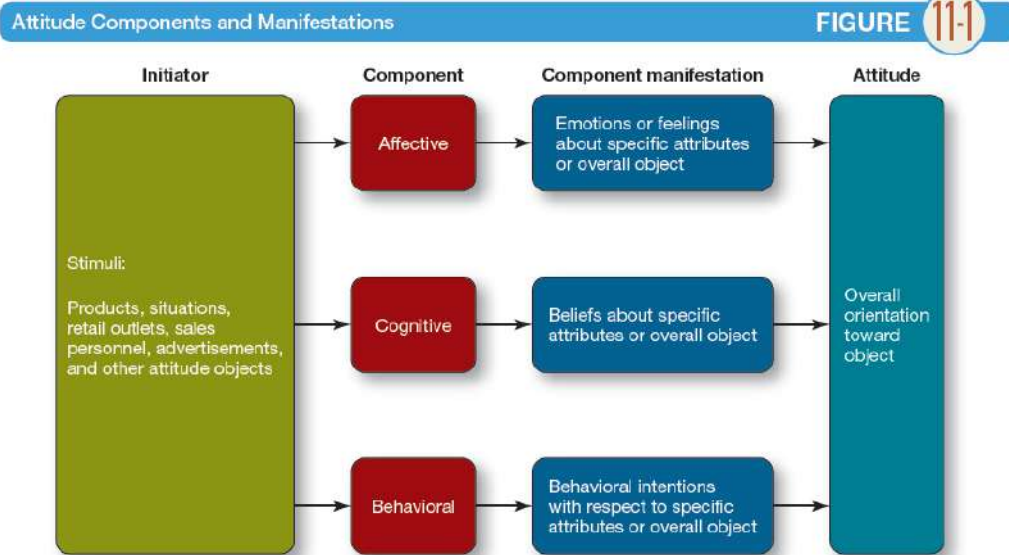 Attitude Components and Manifestations
FIGURE 11-1
Initiator
Component
Component manifestation
Attitude
Stimuli:
Products, situations,
retail outlets, sales
personnel, advertisements,
and other attitude objects
Affective
Emotions or feelings
about specific attributes
or overall object
Cognitive
Beliefs about specific
attributes or overall object
Behavioral
Behavioral intentions
with respect to specific
attributes or overall object
Overall
orientation
toward
object